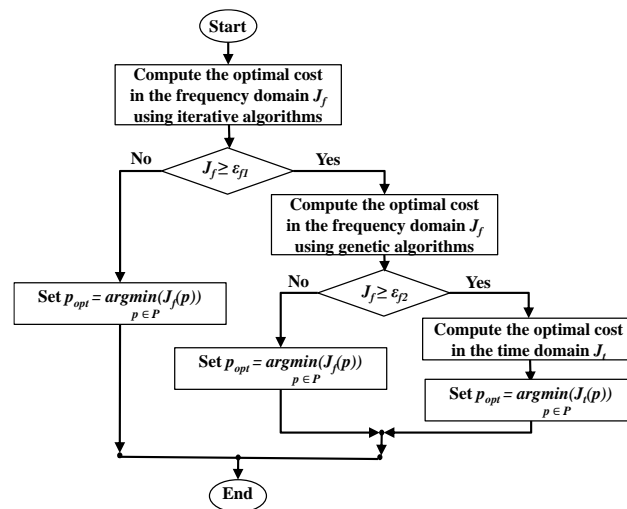 Start
Compute the optimal cost
in the frequency domain J_f
using iterative algorithms
No
Yes
J_f ≥ ε_f1
Compute the optimal cost
in the frequency domain J_f
using genetic algorithms
No
Yes
J_f ≥ ε_f2
Set p_opt = argmin(J_f(p))
p ∈ P
Compute the optimal cost
in the time domain J_t
Set p_opt = argmin(J_f(p))
p ∈ P
Set p_opt = argmin(J_t(p))
p ∈ P
End